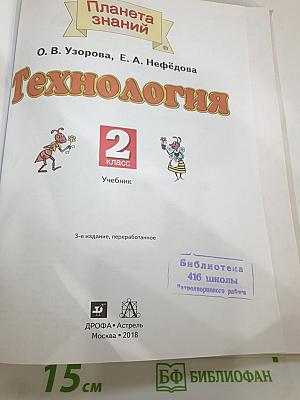 Планета
знаний
О. В. Узорова, Е. А. Нефёдова
Технология
2
класс
Учебник
3-е издание, переработанное
Библиотека
416 школы
Петродворцового района
ДРОФА • Астрель
Москва • 2018
15 см
БФ БИБЛИОФАН